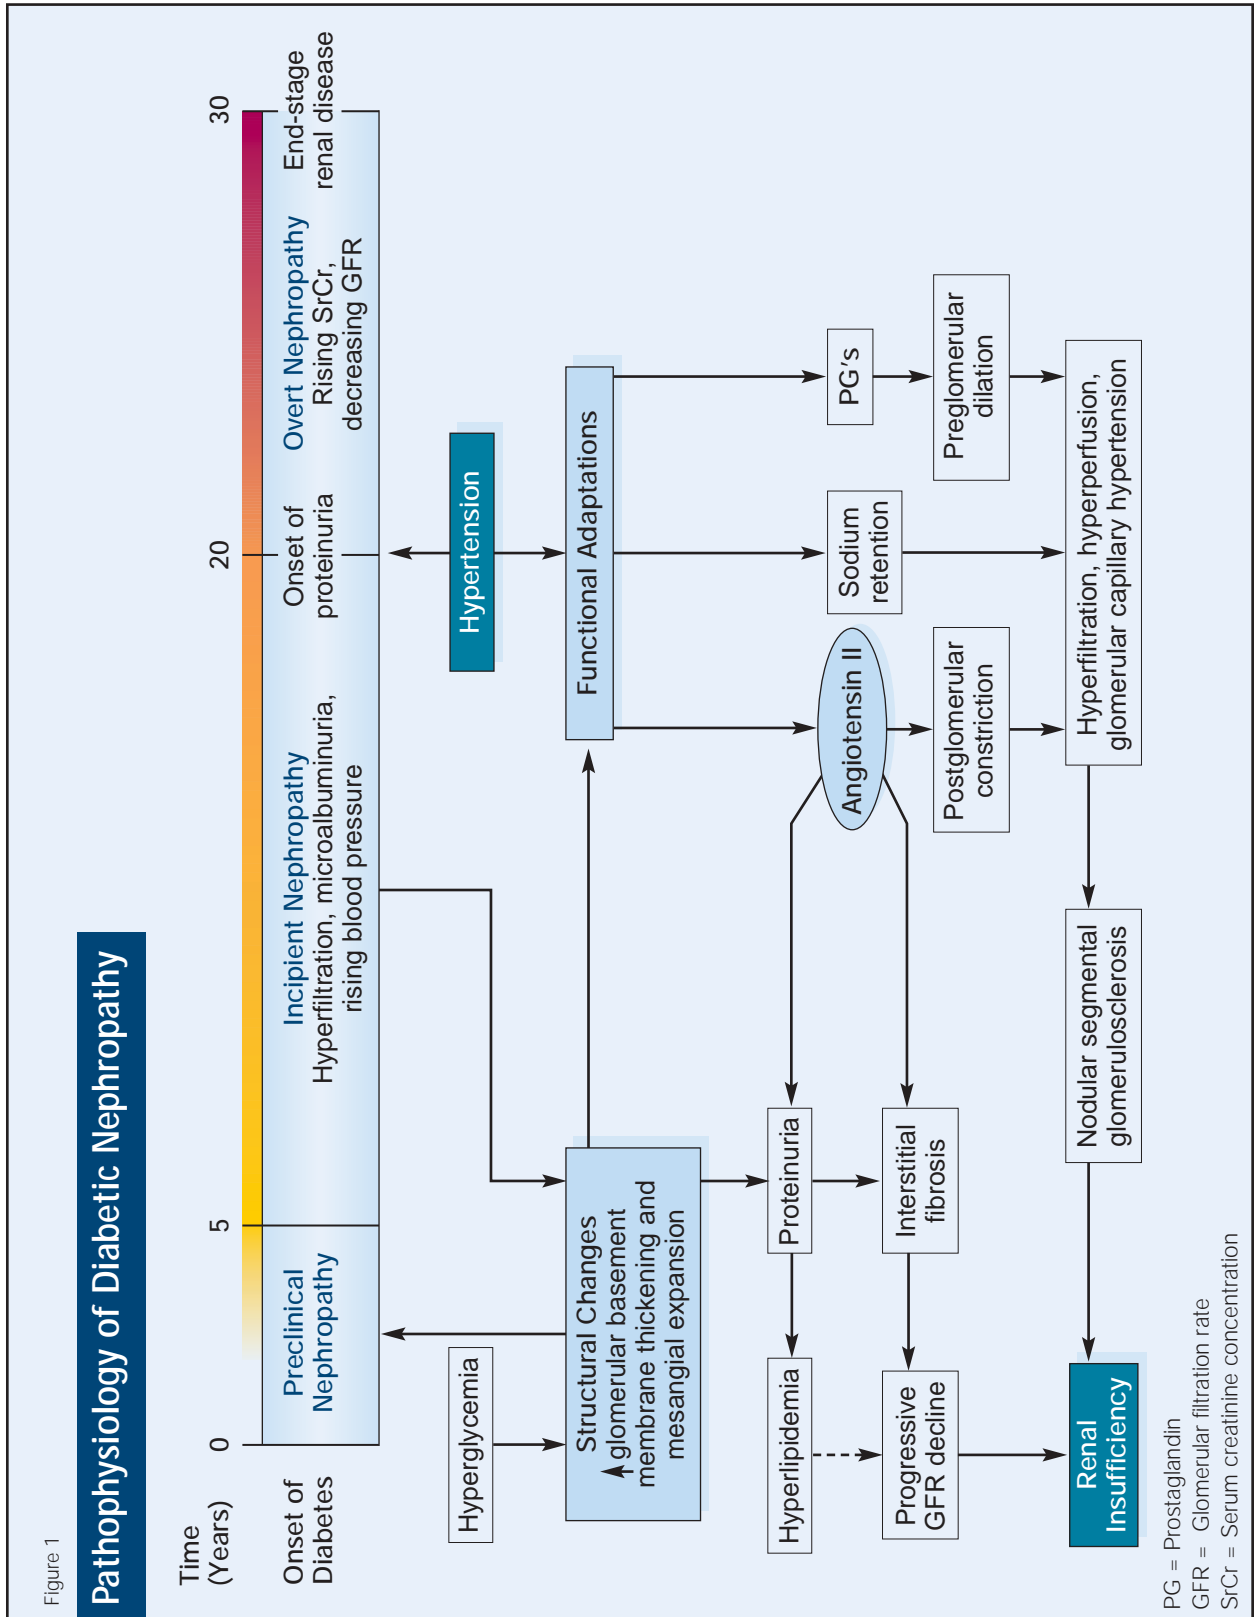 Figure 1
Pathophysiology of Diabetic Nephropathy
Time
(Years)
0
5
20
30
Onset of
Diabetes
Preclinical
Nephropathy
Incipient Nephropathy
Hyperfiltration, microalbuminuria,
rising blood pressure
Onset of
proteinuria
Overt Nephropathy
Rising SrCr,
decreasing GFR
End-stage
renal disease
Hyperglycemia
Hypertension
Structural Changes
↑ glomerular basement
membrane thickening and
mesangial expansion
Functional Adaptations
Hyperlipidemia
Proteinuria
Angiotensin II
Sodium
retention
PG's
Progressive
GFR decline
Interstitial
fibrosis
Postglomerular
constriction
Preglomerular
dilation
Renal
Insufficiency
Nodular segmental
glomerulosclerosis
Hyperfiltration, hyperperfusion,
glomerular capillary hypertension
PG = Prostaglandin
GFR = Glomerular filtration rate
SrCr = Serum creatinine concentration